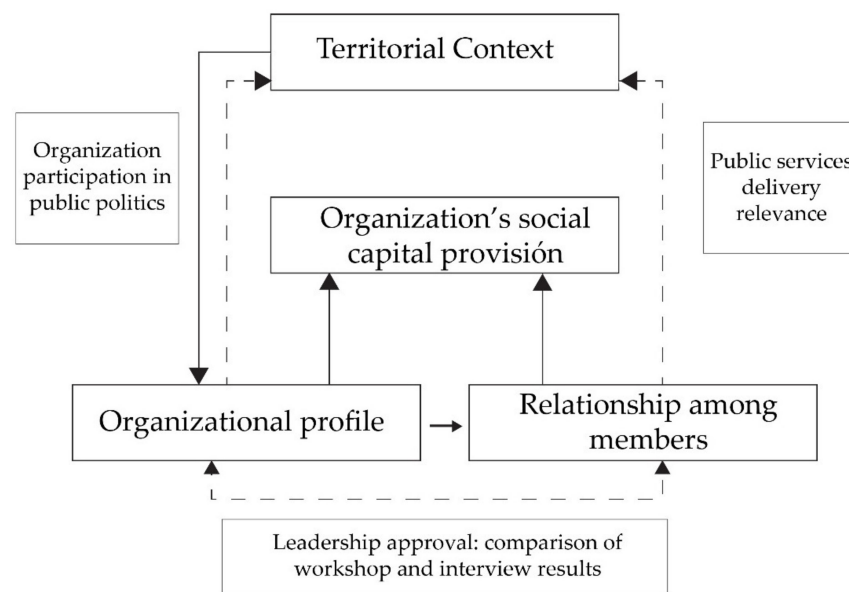 Territorial Context
Organization
participation in
public politics
Public services
delivery
relevance
Organization’s social
capital provisión
Organizational profile
Relationship among
members
Leadership approval: comparison of
workshop and interview results